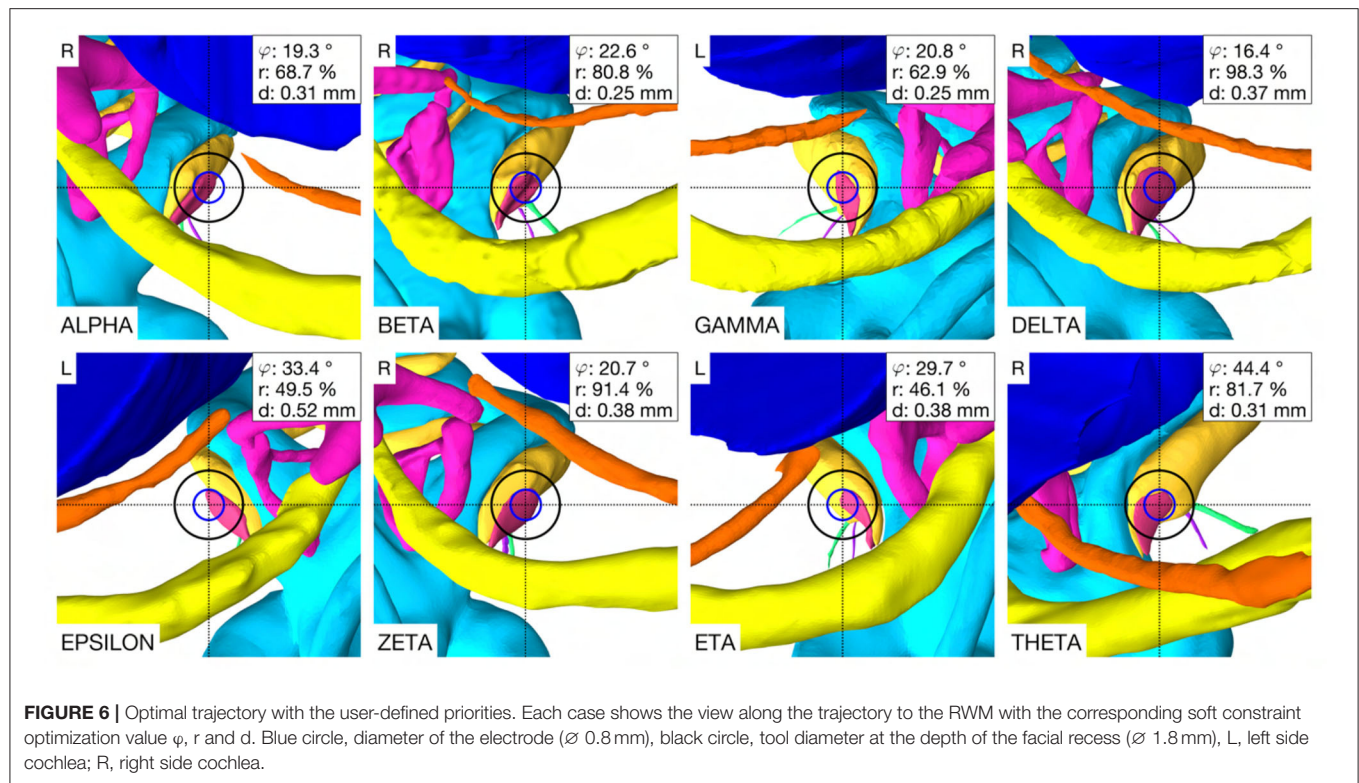 R
φ: 19.3 °
r: 68.7 %
d: 0.31 mm
ALPHA
R
φ: 22.6 °
r: 80.8 %
d: 0.25 mm
BETA
L
φ: 20.8 °
r: 62.9 %
d: 0.25 mm
GAMMA
R
φ: 16.4 °
r: 98.3 %
d: 0.37 mm
DELTA
L
φ: 33.4 °
r: 49.5 %
d: 0.52 mm
EPSILON
R
φ: 20.7 °
r: 91.4 %
d: 0.38 mm
ZETA
L
φ: 29.7 °
r: 46.1 %
d: 0.38 mm
ETA
R
φ: 44.4 °
r: 81.7 %
d: 0.31 mm
THETA
FIGURE 6 | Optimal trajectory with the user-defined priorities. Each case shows the view along the trajectory to the RWM with the corresponding soft constraint
optimization value φ, r and d. Blue circle, diameter of the electrode (∅ 0.8 mm), black circle, tool diameter at the depth of the facial recess (∅ 1.8 mm), L, left side
cochlea; R, right side cochlea.